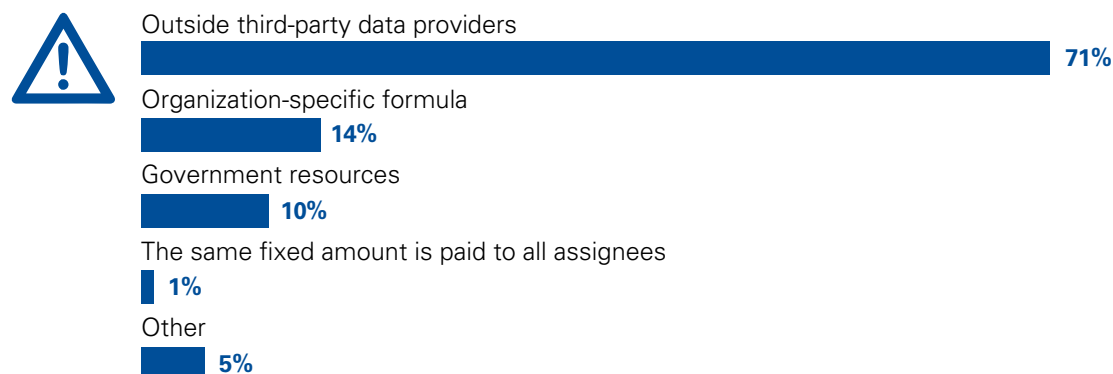 Outside third-party data providers
71%
Organization-specific formula
14%
Government resources
10%
The same fixed amount is paid to all assignees
1%
Other
5%